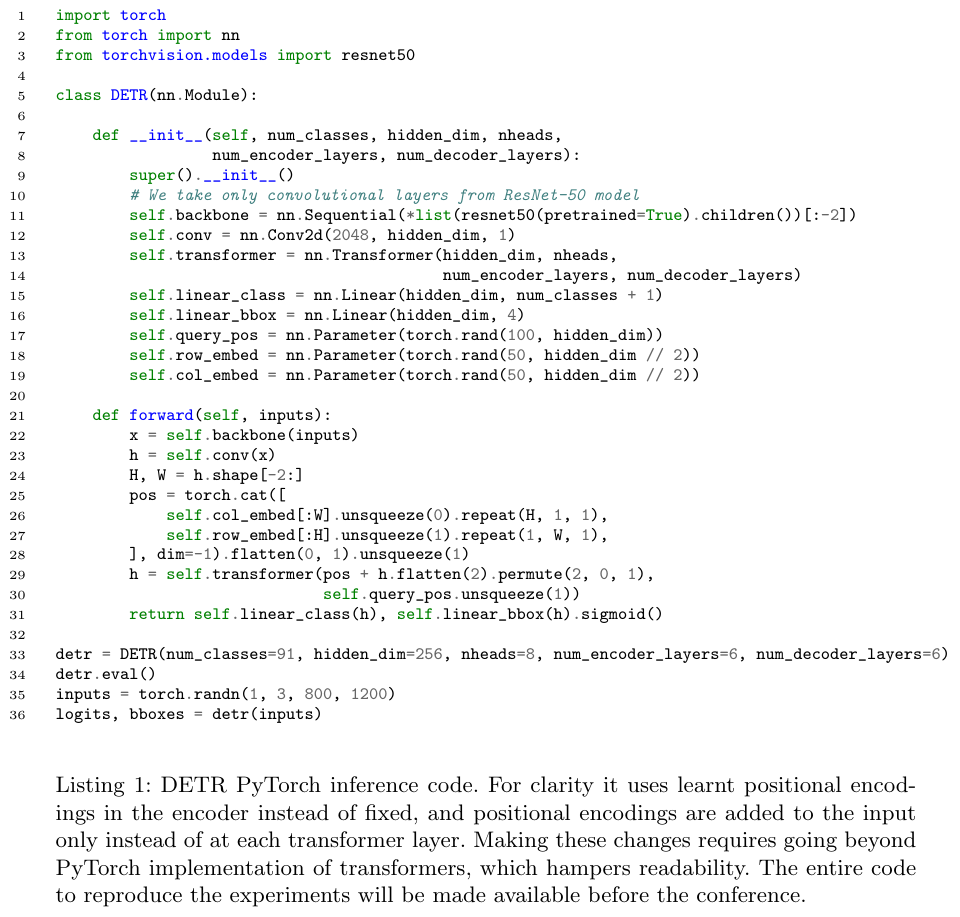 1 import torch
2 from torch import nn
3 from torchvision.models import resnet50
4
5 class DETR(nn.Module):
6
7     def __init__(self, num_classes, hidden_dim, nheads,
8                  num_encoder_layers, num_decoder_layers):
9         super().__init__()
10         # We take only convolutional layers from ResNet-50 model
11         self.backbone = nn.Sequential(*list(resnet50(pretrained=True).children())[:-2])
12         self.conv = nn.Conv2d(2048, hidden_dim, 1)
13         self.transformer = nn.Transformer(hidden_dim, nheads,
14                                           num_encoder_layers, num_decoder_layers)
15         self.linear_class = nn.Linear(hidden_dim, num_classes + 1)
16         self.linear_bbox = nn.Linear(hidden_dim, 4)
17         self.query_pos = nn.Parameter(torch.rand(100, hidden_dim))
18         self.row_embed = nn.Parameter(torch.rand(50, hidden_dim // 2))
19         self.col_embed = nn.Parameter(torch.rand(50, hidden_dim // 2))
20
21     def forward(self, inputs):
22         x = self.backbone(inputs)
23         h = self.conv(x)
24         H, W = h.shape[-2:]
25         pos = torch.cat([
26             self.col_embed[:W].unsqueeze(0).repeat(H, 1, 1),
27             self.row_embed[:H].unsqueeze(1).repeat(1, W, 1),
28         ], dim=-1).flatten(0, 1).unsqueeze(1)
29         h = self.transformer(pos + h.flatten(2).permute(2, 0, 1),
30                              self.query_pos.unsqueeze(1))
31         return self.linear_class(h), self.linear_bbox(h).sigmoid()
32
33 detr = DETR(num_classes=91, hidden_dim=256, nheads=8, num_encoder_layers=6, num_decoder_layers=6)
34 detr.eval()
35 inputs = torch.randn(1, 3, 800, 1200)
36 logits, bboxes = detr(inputs)
Listing 1: DETR PyTorch inference code. For clarity it uses learnt positional encod-
ings in the encoder instead of fixed, and positional encodings are added to the input
only instead of at each transformer layer. Making these changes requires going beyond
PyTorch implementation of transformers, which hampers readability. The entire code
to reproduce the experiments will be made available before the conference.